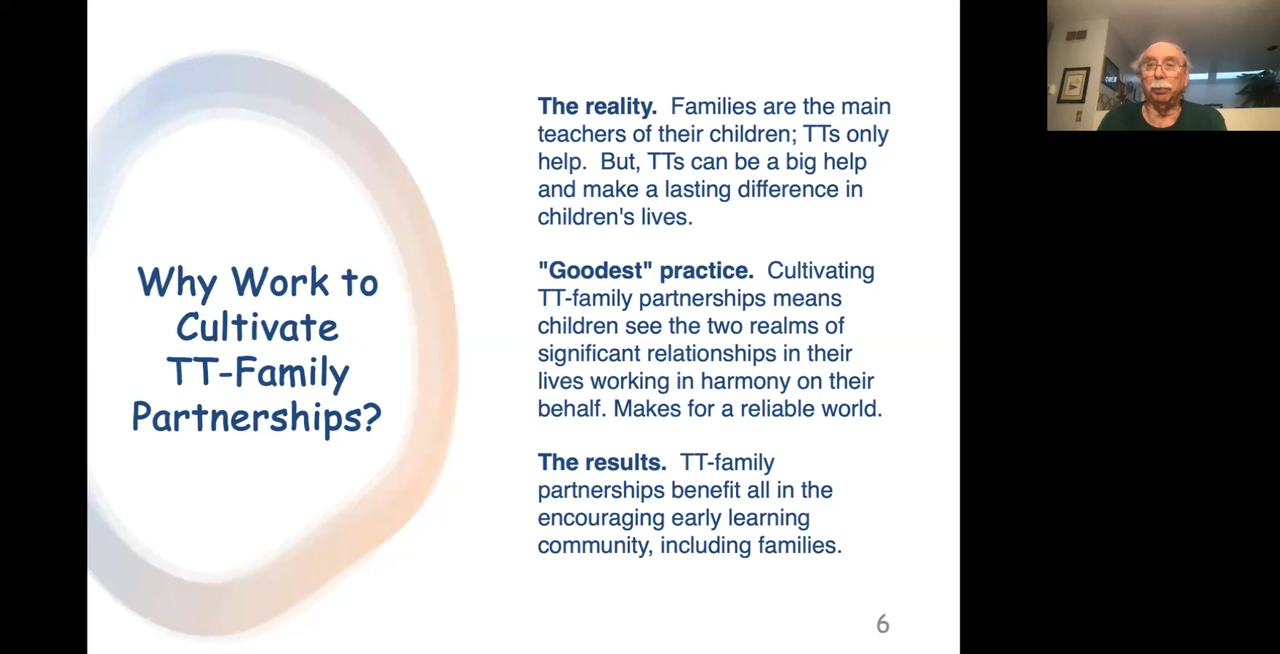 Why Work to
Cultivate
TT-Family
Partnerships?
The reality. Families are the main
teachers of their children; TTs only
help. But, TTs can be a big help
and make a lasting difference in
children's lives.
"Goodest" practice. Cultivating
TT-family partnerships means
children see the two realms of
significant relationships in their
lives working in harmony on their
behalf. Makes for a reliable world.
The results. TT-family
partnerships benefit all in the
encouraging early learning
community, including families.
6